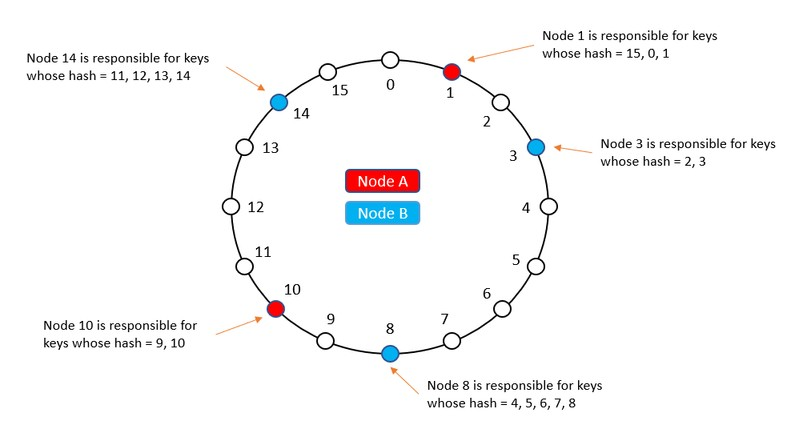 Node 1 is responsible for keys
whose hash = 15, 0, 1
Node 14 is responsible for keys
whose hash = 11, 12, 13, 14
15
0
1
14
2
13
3
Node 3 is responsible for keys
whose hash = 2, 3
Node A
Node B
12
4
11
5
10
6
9
8
7
Node 10 is responsible for
keys whose hash = 9, 10
Node 8 is responsible for keys
whose hash = 4, 5, 6, 7, 8